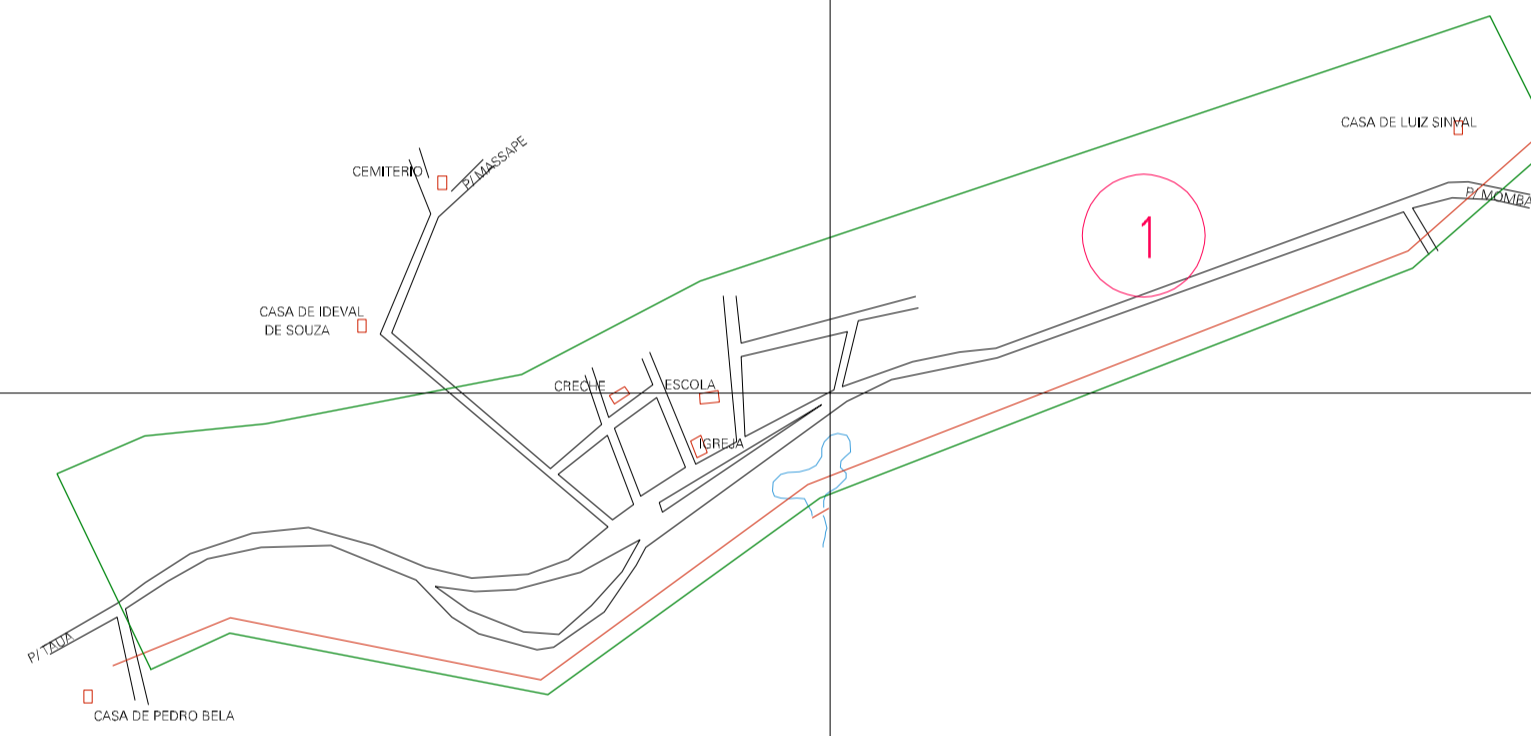 CASA DE LUIZ SINVAL
P/ MASSAPE
CEMITERIO
P/ MOMBA
1
CASA DE IDEVAL
DE SOUZA
CRECHE
ESCOLA
IGREJA
P/ TAUA
CASA DE PEDRO BELA